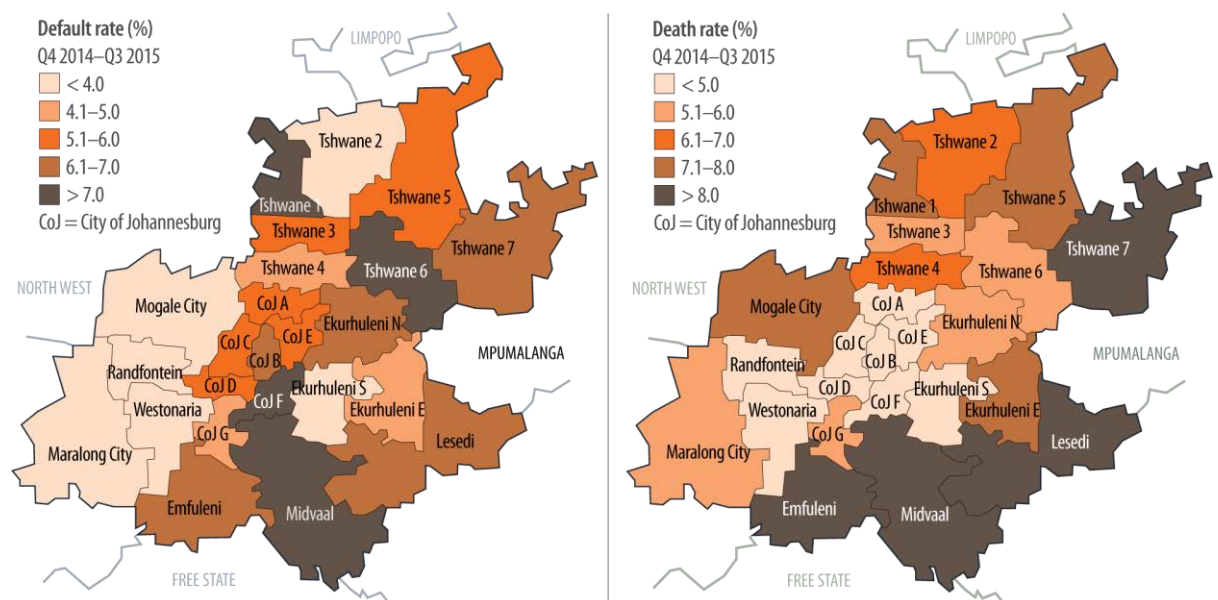 Default rate (%)
Q4 2014–Q3 2015
< 4.0
4.1–5.0
5.1–6.0
6.1–7.0
> 7.0
CoJ = City of Johannesburg
LIMPOPO
Tshwane 2
Tshwane 1
Tshwane 5
Tshwane 3
Tshwane 7
Tshwane 4
Tshwane 6
NORTH WEST
Mogale City
CoJ A
Ekurhuleni N
CoJ C
CoJ E
CoJ B
MPUMALANGA
Randfontein
CoJ D
Ekurhuleni S
CoJ F
Westonaria
Ekurhuleni E
CoJ G
Lesedi
Maralong City
Emfuleni
Midvaal
FREE STATE
Death rate (%)
Q4 2014–Q3 2015
< 5.0
5.1–6.0
6.1–7.0
7.1–8.0
> 8.0
CoJ = City of Johannesburg
LIMPOPO
Tshwane 2
Tshwane 1
Tshwane 5
Tshwane 3
Tshwane 7
Tshwane 4
Tshwane 6
NORTH WEST
Mogale City
CoJ A
Ekurhuleni N
CoJ C
CoJ E
CoJ B
MPUMALANGA
Randfontein
CoJ D
Ekurhuleni S
CoJ F
Westonaria
Ekurhuleni E
CoJ G
Lesedi
Maralong City
Emfuleni
Midvaal
FREE STATE